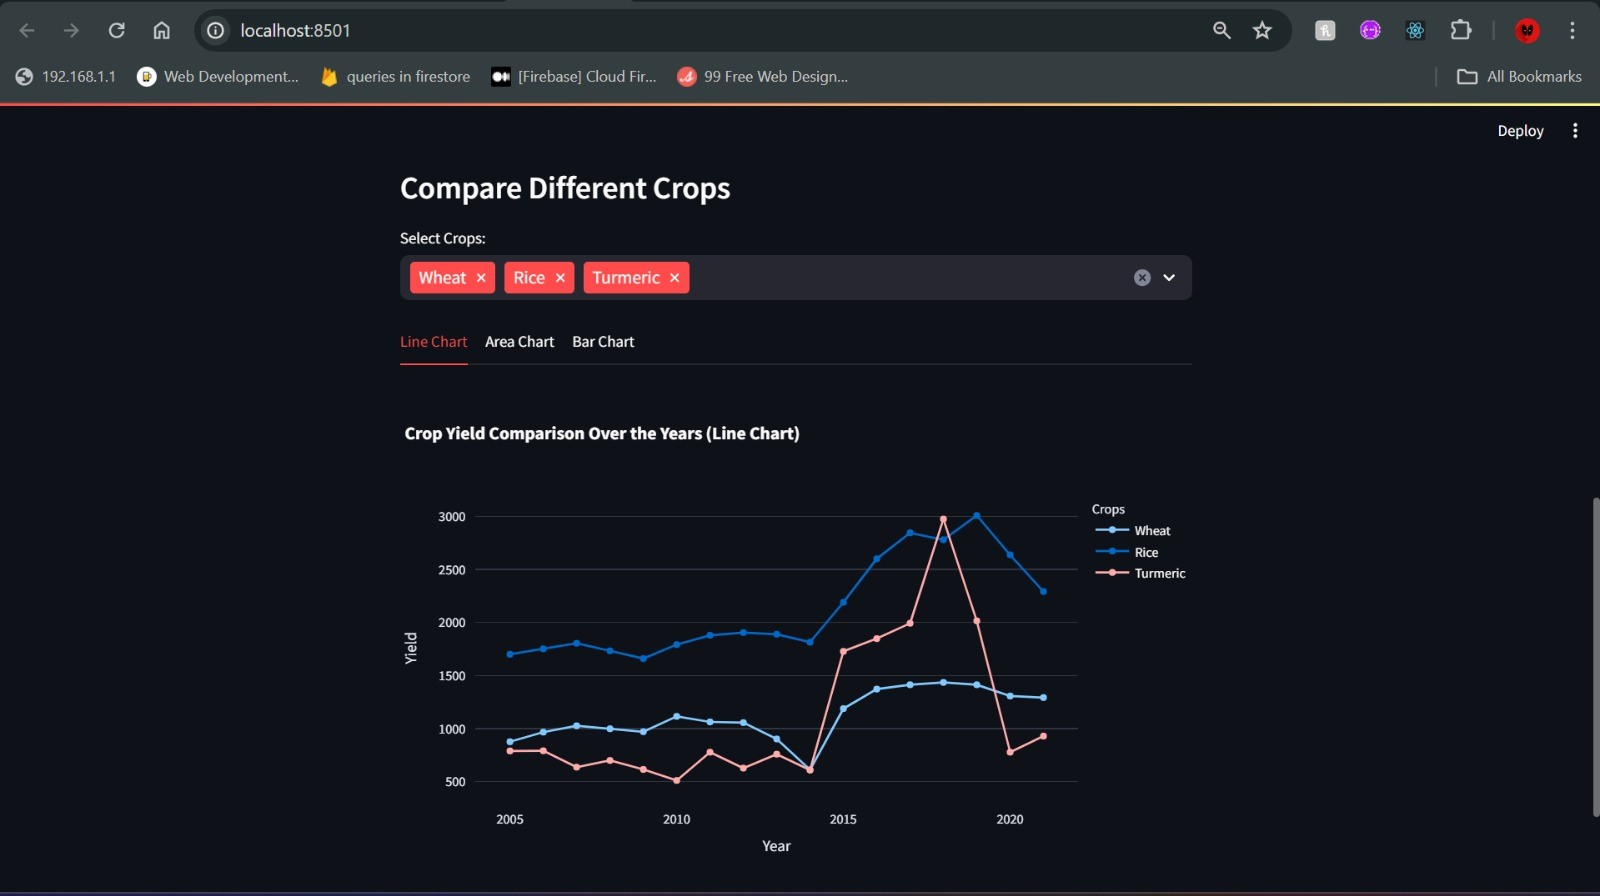 localhost:8501
192.168.1.1 Web Development... queries in firestore [Firebase] Cloud Fir... 99 Free Web Design... All Bookmarks
Deploy
Compare Different Crops
Select Crops:
Wheat Rice Turmeric
Line Chart Area Chart Bar Chart
Crop Yield Comparison Over the Years (Line Chart)
Crops
Wheat
Rice
Turmeric
3000
2500
2000
1500
1000
500
Yield
2005 2010 2015 2020
Year